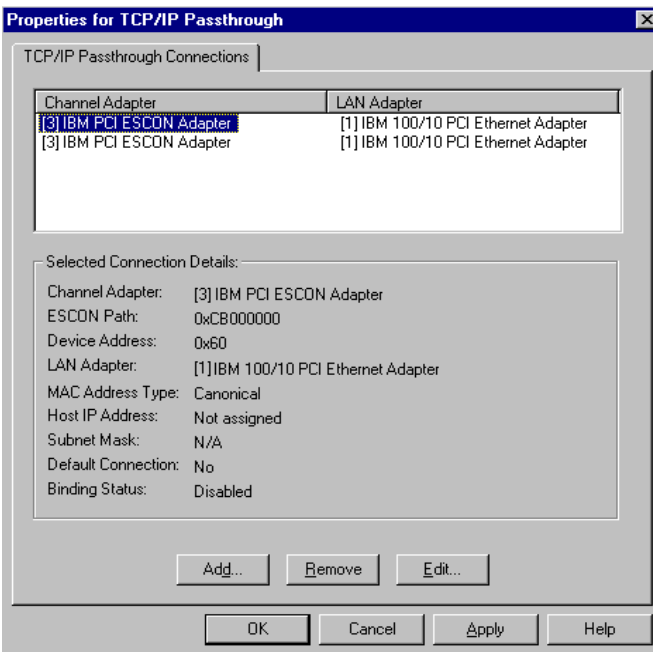 Properties for TCP/IP Passthrough
TCP/IP Passthrough Connections
Channel Adapter LAN Adapter
[3] IBM PCI ESCON Adapter [1] IBM 100/10 PCI Ethernet Adapter
[3] IBM PCI ESCON Adapter [1] IBM 100/10 PCI Ethernet Adapter
Selected Connection Details:
Channel Adapter: [3] IBM PCI ESCON Adapter
ESCON Path: 0xCB000000
Device Address: 0x60
LAN Adapter: [1] IBM 100/10 PCI Ethernet Adapter
MAC Address Type: Canonical
Host IP Address: Not assigned
Subnet Mask: N/A
Default Connection: No
Binding Status: Disabled
Add... Remove Edit...
OK Cancel Apply Help